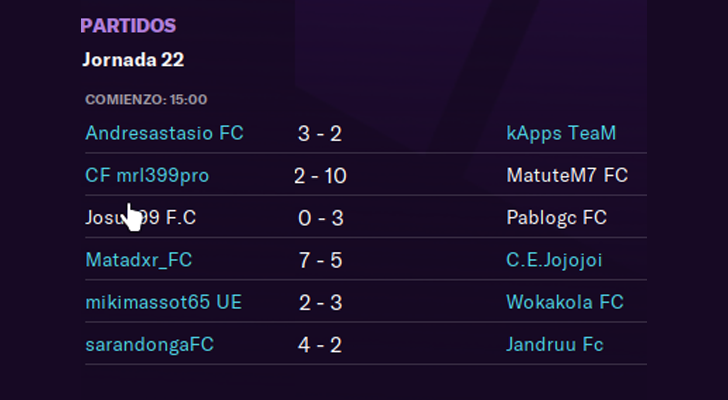 PARTIDOS
Jornada 22
COMIENZO: 15:00
Andresastasio FC 3 - 2 kApps TeaM
CF mrl399pro 2 - 10 MatuteM7 FC
F.C 0 - 3 Pablogc FC
Matadxr_FC 7 - 5 C.E.Jojojoi
mikimassot65 UE 2 - 3 Wokakola FC
sarandongaFC 4 - 2 Jandruu Fc